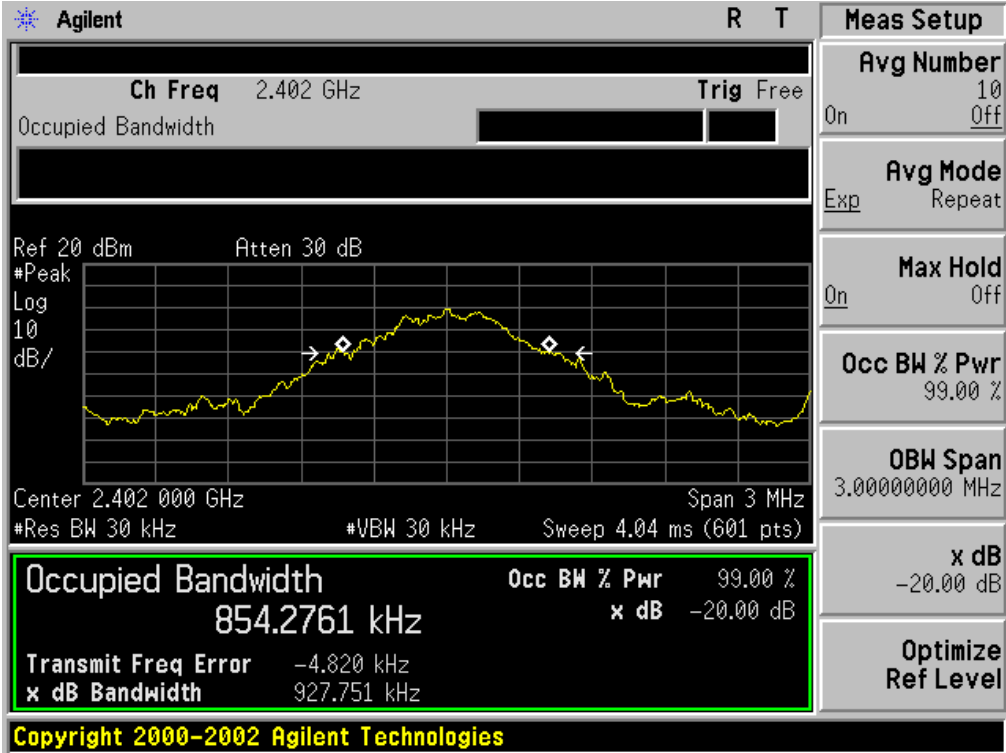 Agilent R T
Ch Freq 2.402 GHz Trig Free
Occupied Bandwidth
Ref 20 dBm Atten 30 dB
#Peak
Log
10
dB/
Center 2.402 000 GHz Span 3 MHz
#Res BW 30 kHz #VBW 30 kHz Sweep 4.04 ms (601 pts)
Occupied Bandwidth Occ BW % Pwr 99.00 %
854.2761 kHz x dB -20.00 dB
Transmit Freq Error -4.820 kHz
x dB Bandwidth 927.751 kHz
Copyright 2000-2002 Agilent Technologies
Meas Setup
Avg Number
10
On Off
Avg Mode
Exp Repeat
Max Hold
On Off
Occ BW % Pwr
99.00 %
OBW Span
3.00000000 MHz
x dB
-20.00 dB
Optimize
Ref Level